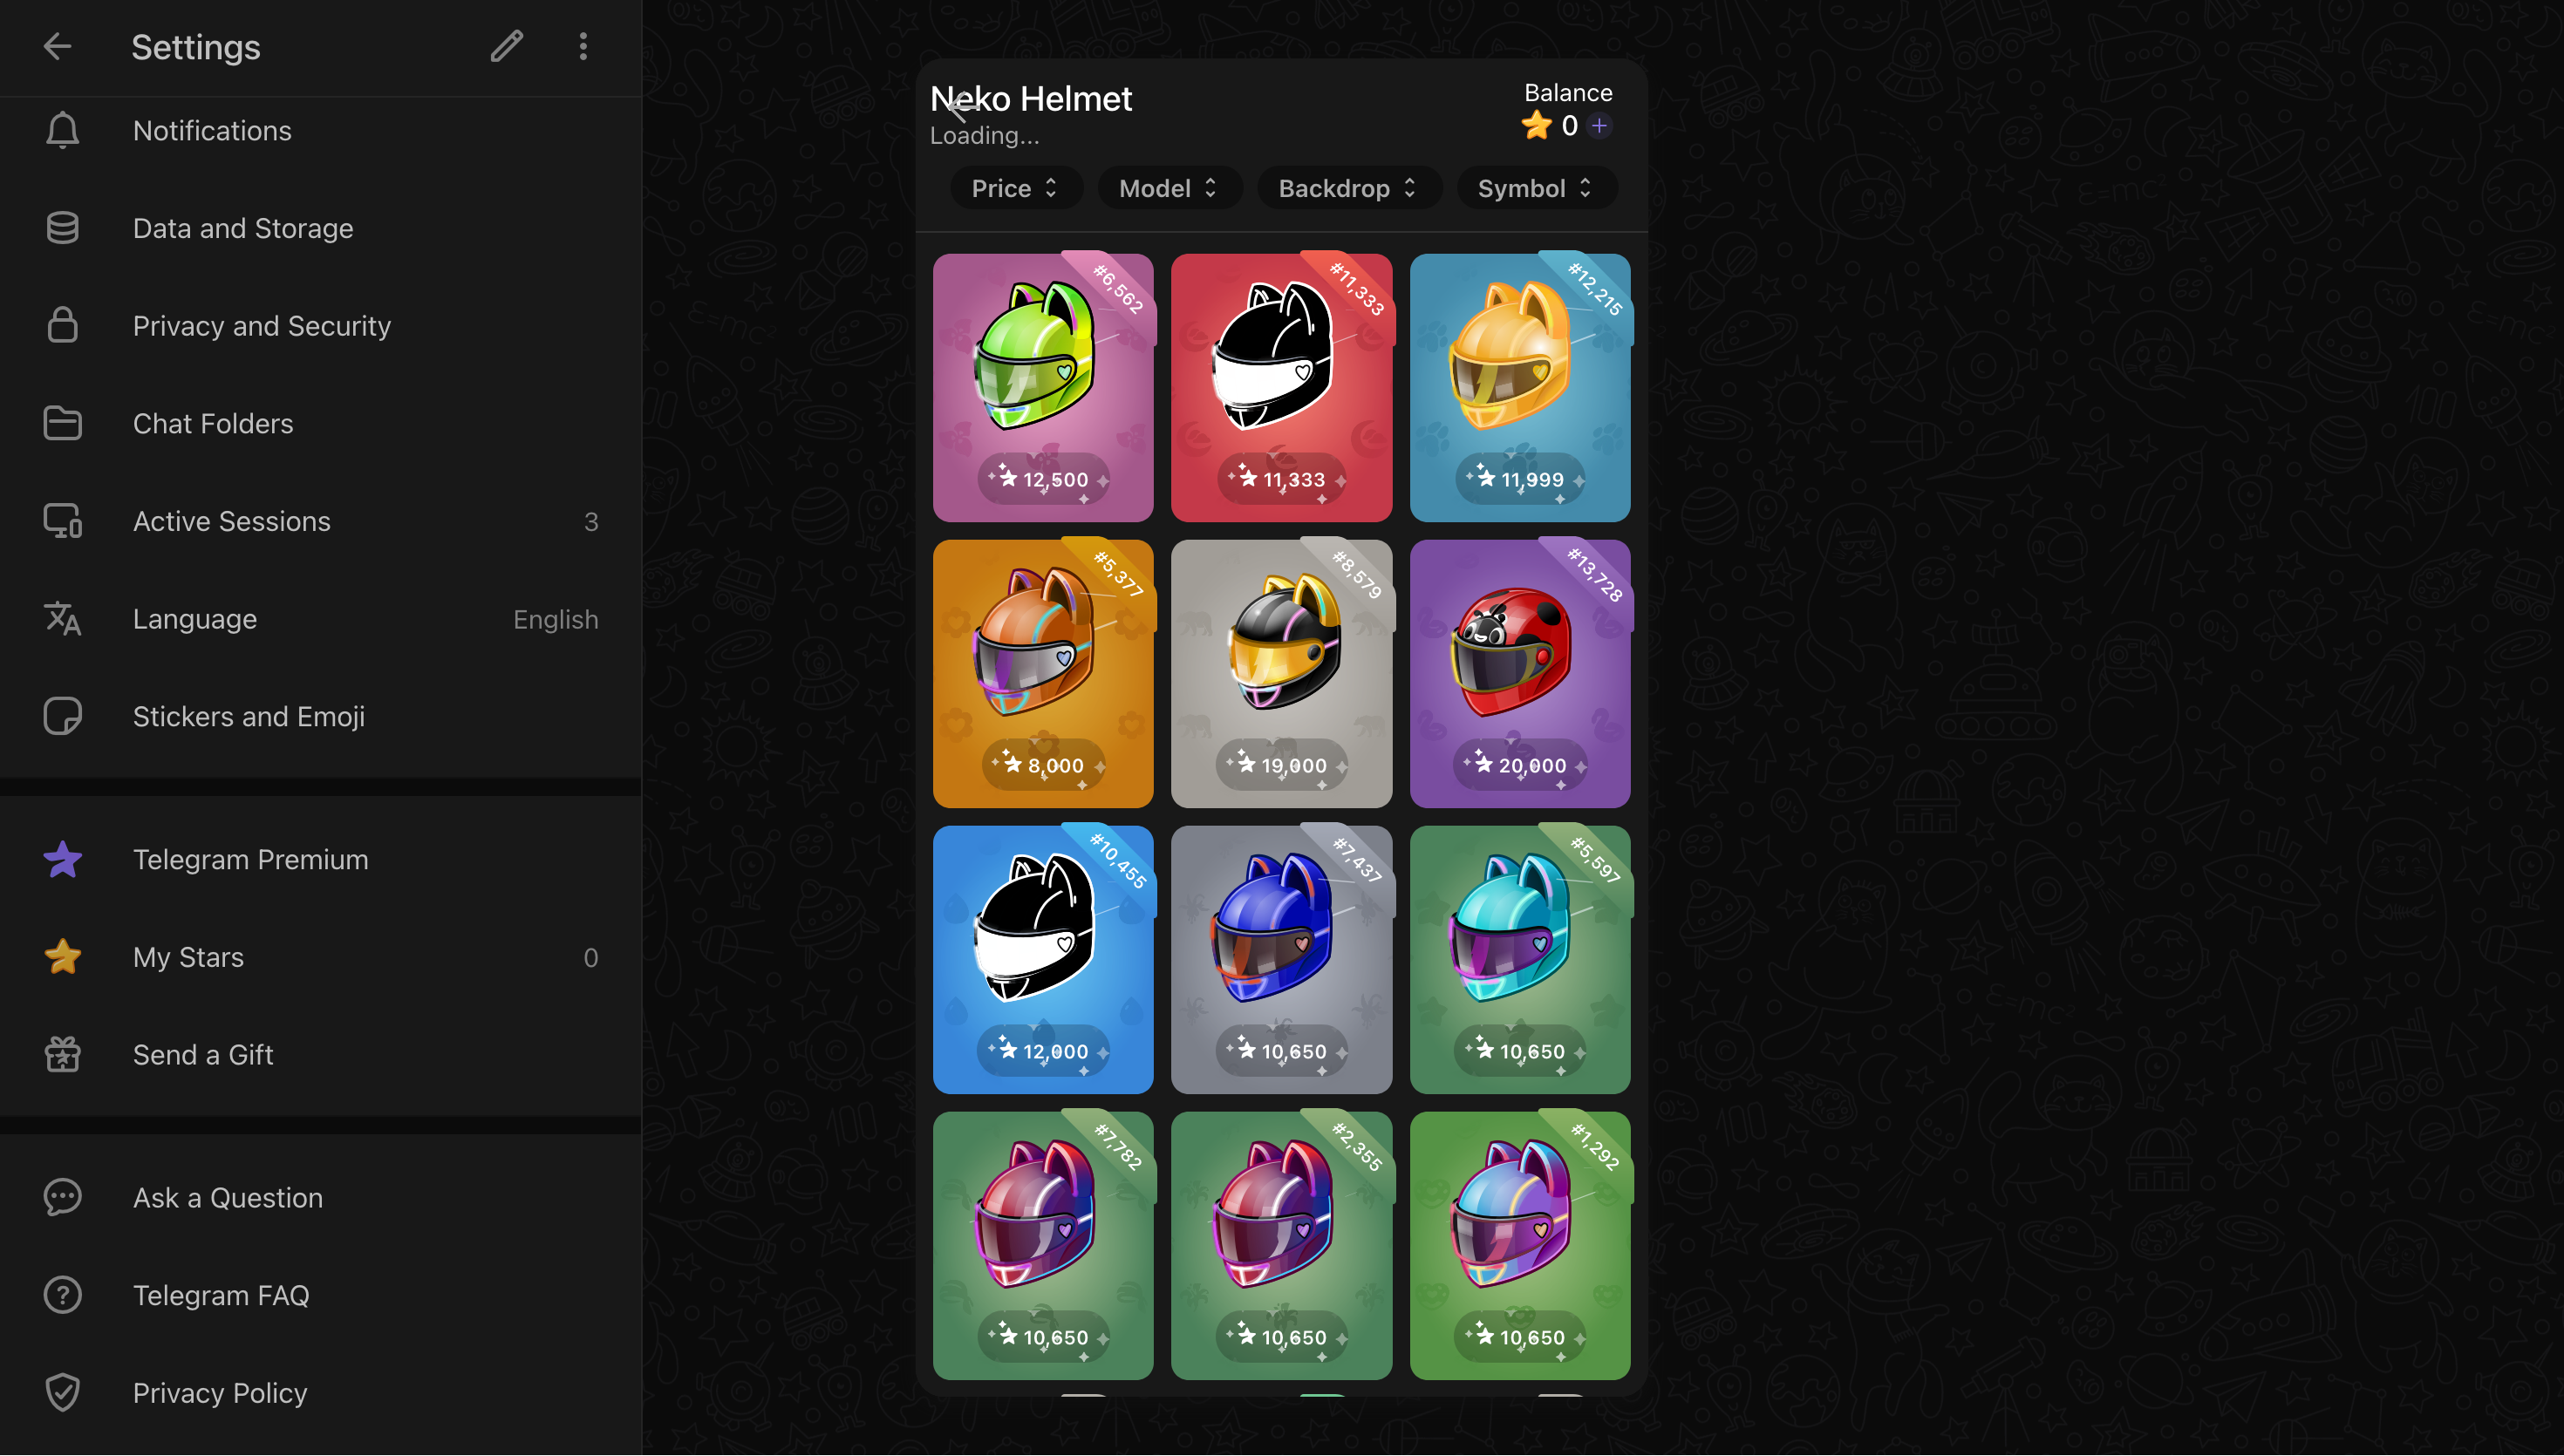 Settings
Notifications
Data and Storage
Privacy and Security
Chat Folders
Active Sessions 3
Language English
Stickers and Emoji
Telegram Premium
My Stars 0
Send a Gift
Ask a Question
Telegram FAQ
Privacy Policy
Neko Helmet
Loading...
Balance
0 +
Price Model Backdrop Symbol
#6,562 #11,333 #12,215
12,500 11,333 11,999
#5,377 #8,579 #13,728
8,000 19,000 20,000
#10,455 #7,437 #5,597
12,000 10,650 10,650
#7,782 #2,355 #1,292
10,650 10,650 10,650